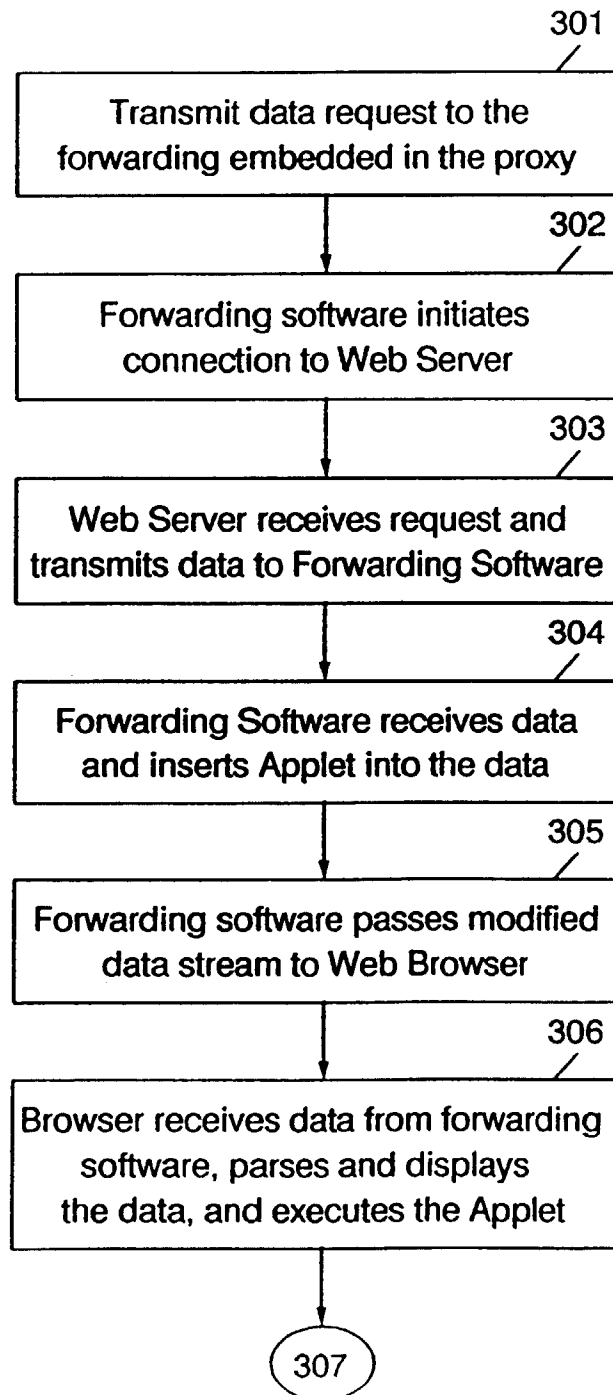 301
Transmit data request to the
forwarding embedded in the proxy
302
Forwarding software initiates
connection to Web Server
303
Web Server receives request and
transmits data to Forwarding Software
304
Forwarding Software receives data
and inserts Applet into the data
305
Forwarding software passes modified
data stream to Web Browser
306
Browser receives data from forwarding
software, parses and displays
the data, and executes the Applet
307